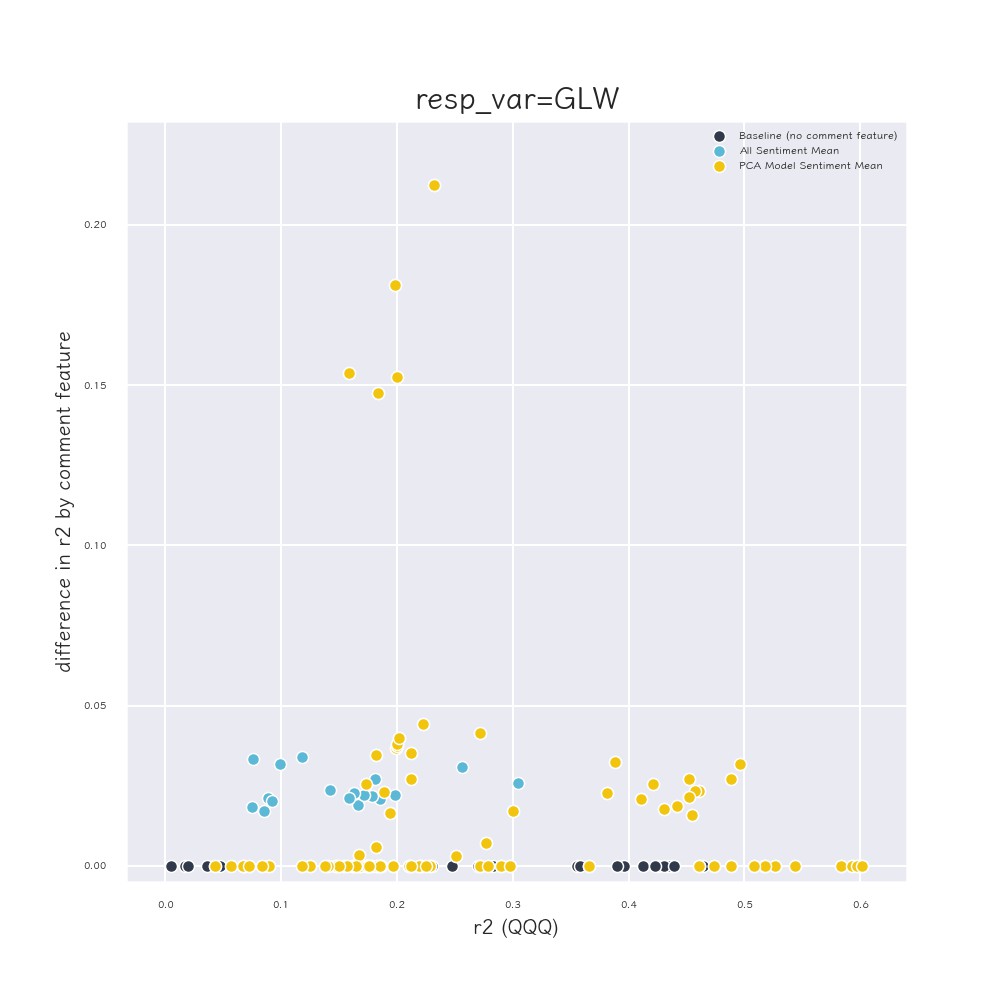 resp_var=GLW
Baseline (no comment feature)
All Sentiment Mean
PCA Model Sentiment Mean
difference in r2 by comment feature
0.20
0.15
0.10
0.05
0.00
0.0 0.1 0.2 0.3 0.4 0.5 0.6
r2 (QQQ)